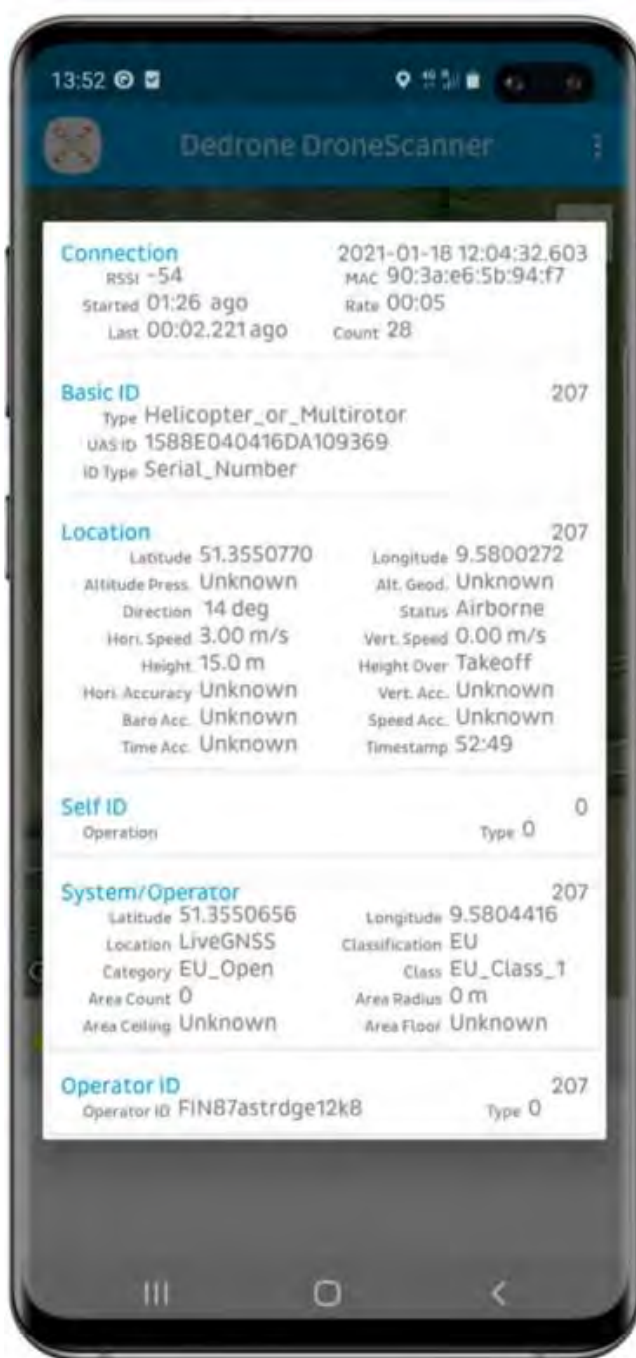 13:52
Dedrone DroneScanner
Connection 2021-01-18 12:04:32.603
RSSI -54 MAC 90:3a:e6:5b:94:f7
Started 01:26 ago Rate 00:05
Last 00:02.221 ago Count 28
Basic ID 207
Type Helicopter_or_Multirotor
UAS ID 1588E040416DA109369
ID Type Serial_Number
Location 207
Latitude 51.3550770 Longitude 9.5800272
Altitude Press. Unknown Alt. Geod. Unknown
Direction 14 deg Status Airborne
Hori. Speed 3.00 m/s Vert. Speed 0.00 m/s
Height 15.0 m Height Over Takeoff
Hori. Accuracy Unknown Vert. Acc. Unknown
Baro Acc. Unknown Speed Acc. Unknown
Time Acc. Unknown Timestamp 52:49
Self ID 0
Operation Type 0
System/Operator 207
Latitude 51.3550656 Longitude 9.5804416
Location LiveGNSS Classification EU
Category EU_Open Class EU_Class_1
Area Count 0 Area Radius 0 m
Area Ceiling Unknown Area Floor Unknown
Operator ID 207
Operator ID FIN87astrdge12k8 Type 0